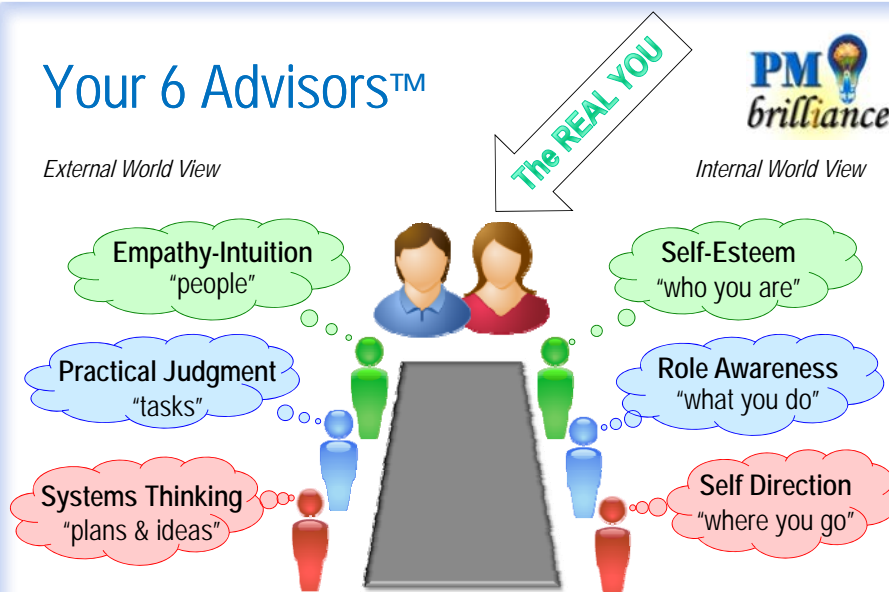 Your 6 Advisors™
The REAL YOU
PM
brilliance
External World View
Internal World View
Empathy-Intuition
"people"
Self-Esteem
"who you are"
Practical Judgment
"tasks"
Role Awareness
"what you do"
Systems Thinking
"plans & ideas"
Self Direction
"where you go"